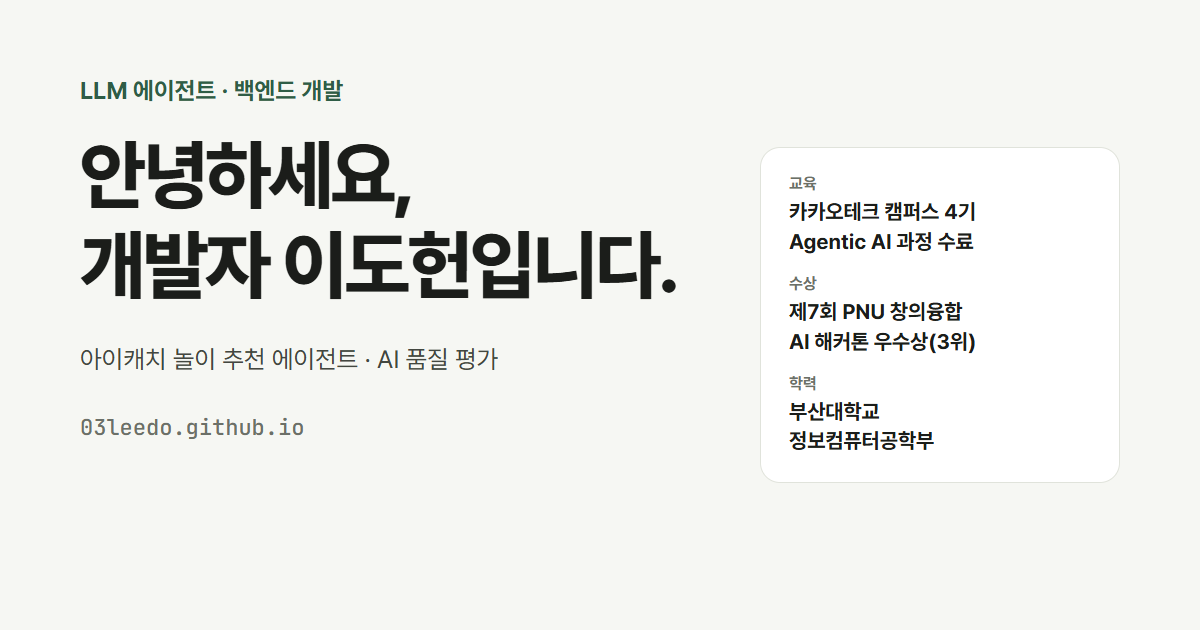 LLM 에이전트 · 백엔드 개발
안녕하세요,
개발자 이도헌입니다.
아이캐치 놀이 추천 에이전트 · AI 품질 평가
03leedo.github.io
교육
카카오테크 캠퍼스 4기
Agentic AI 과정 수료
수상
제7회 PNU 창의융합
AI 해커톤 우수상(3위)
학력
부산대학교
정보컴퓨터공학부